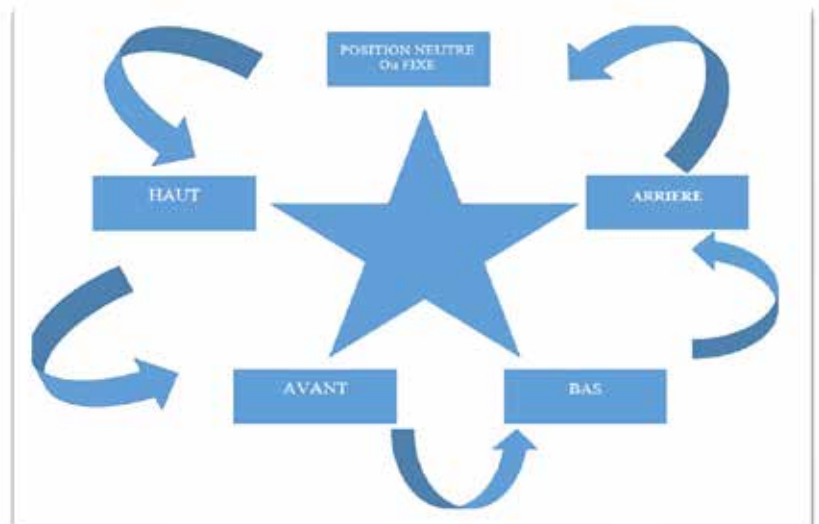 POSITION NEUTRE
Ou FIXE
HAUT
ARRIERE
AVANT
BAS